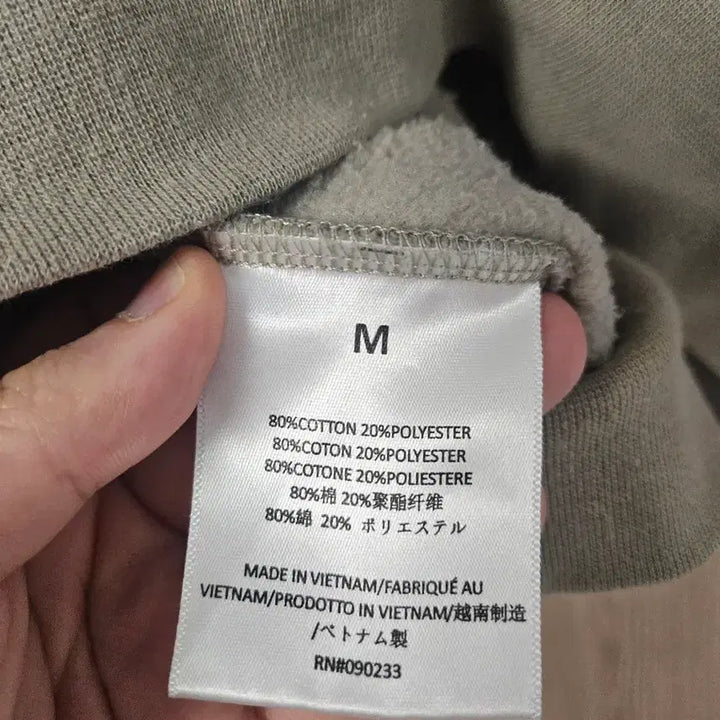 M
80%COTTON 20%POLYESTER
80%COTON 20%POLYESTER
80%COTONE 20%POLIESTERE
80%棉 20%聚酯纤维
80%綿 20% ポリエステル
MADE IN VIETNAM/FABRIQUÉ AU
VIETNAM/PRODOTTO IN VIETNAM/越南制造
/ベトナム製
RN#090233